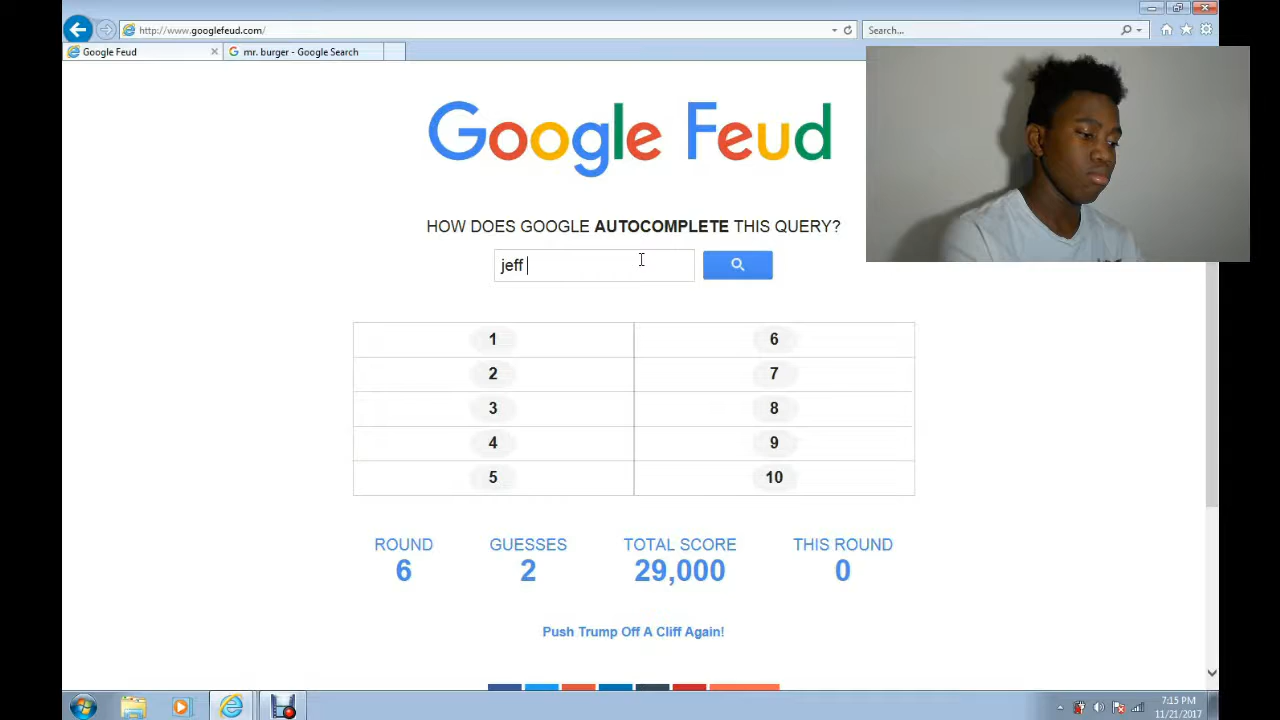 http://www.googlefeud.com/
Search...
Google Feud
mr. burger - Google Search
Google Feud
HOW DOES GOOGLE AUTOCOMPLETE THIS QUERY?
jeff
1 6
2 7
3 8
4 9
5 10
ROUND GUESSES TOTAL SCORE THIS ROUND
6 2 29,000 0
Push Trump Off A Cliff Again!
7:15 PM
11/21/2017